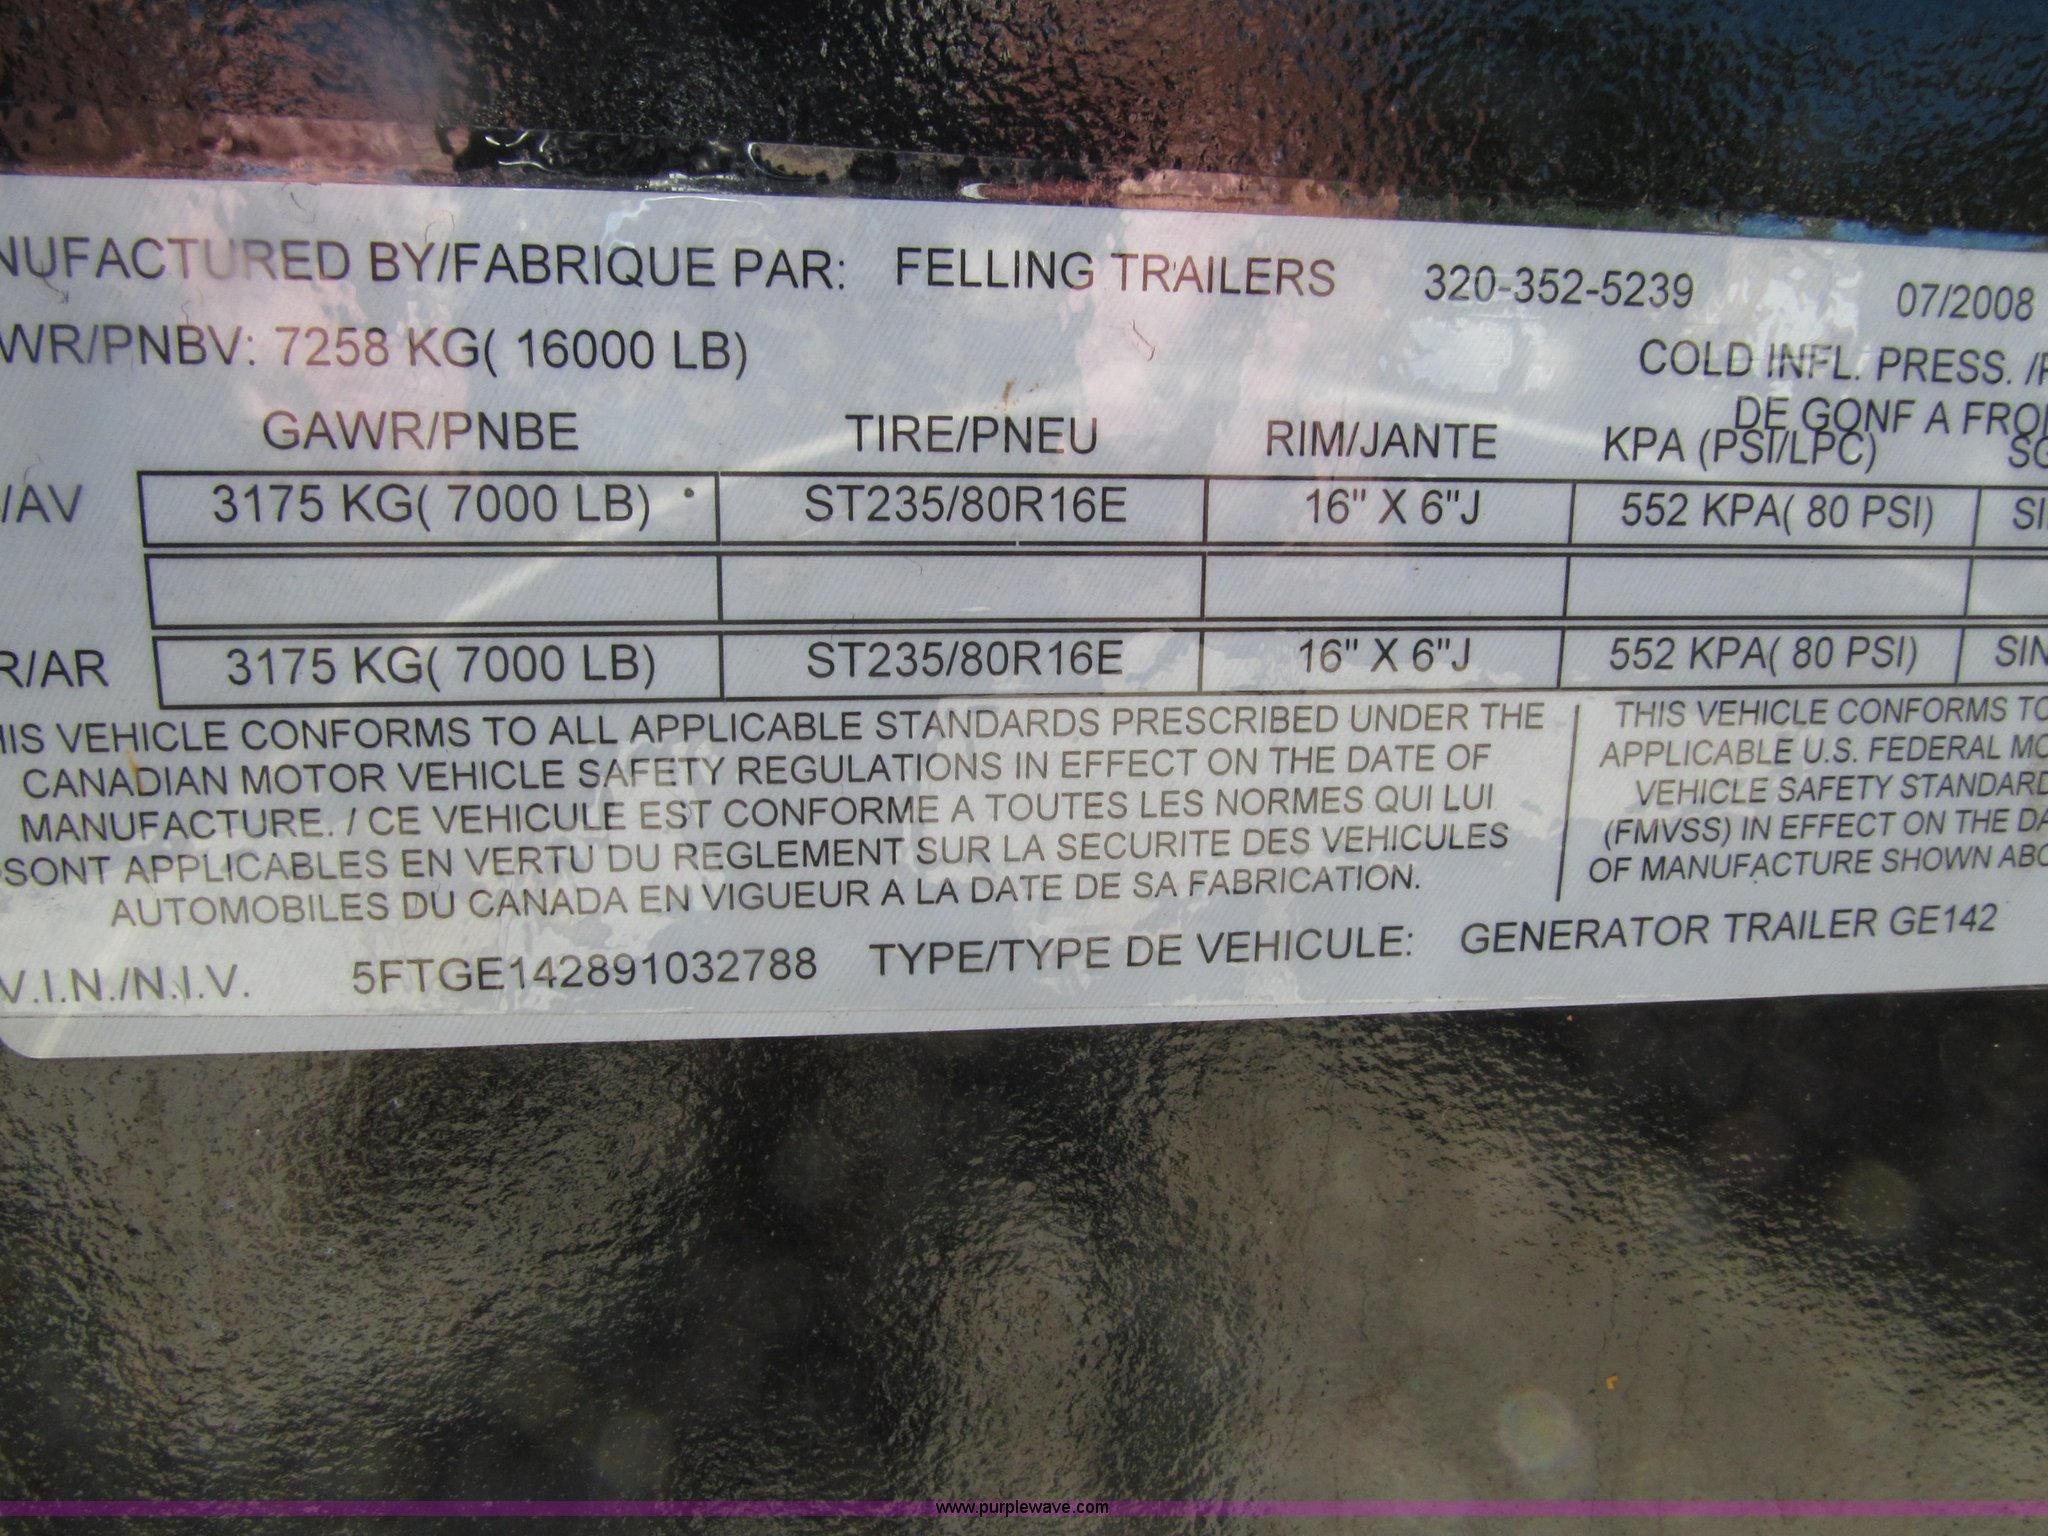 NUFACTURED BY/FABRIQUE PAR: FELLING TRAILERS 320-352-5239 07/2008
WR/PNBV: 7258 KG( 16000 LB)
COLD INFL. PRESS. /
DE GONF A FRO
GAWR/PNBE TIRE/PNEU RIM/JANTE KPA (PSI/LPC) SG
/AV 3175 KG( 7000 LB) ST235/80R16E 16" X 6"J 552 KPA( 80 PSI) SI
R/AR 3175 KG( 7000 LB) ST235/80R16E 16" X 6"J 552 KPA( 80 PSI) SIN
HIS VEHICLE CONFORMS TO ALL APPLICABLE STANDARDS PRESCRIBED UNDER THE
CANADIAN MOTOR VEHICLE SAFETY REGULATIONS IN EFFECT ON THE DATE OF
MANUFACTURE. / CE VEHICULE EST CONFORME A TOUTES LES NORMES QUI LUI
SONT APPLICABLES EN VERTU DU REGLEMENT SUR LA SECURITE DES VEHICULES
AUTOMOBILES DU CANADA EN VIGUEUR A LA DATE DE SA FABRICATION.
THIS VEHICLE CONFORMS TO
APPLICABLE U.S. FEDERAL MO
VEHICLE SAFETY STANDARD
(FMVSS) IN EFFECT ON THE DA
OF MANUFACTURE SHOWN ABO
V.I.N./N.I.V. 5FTGE142891032788 TYPE/TYPE DE VEHICULE: GENERATOR TRAILER GE142
www.purplewave.com